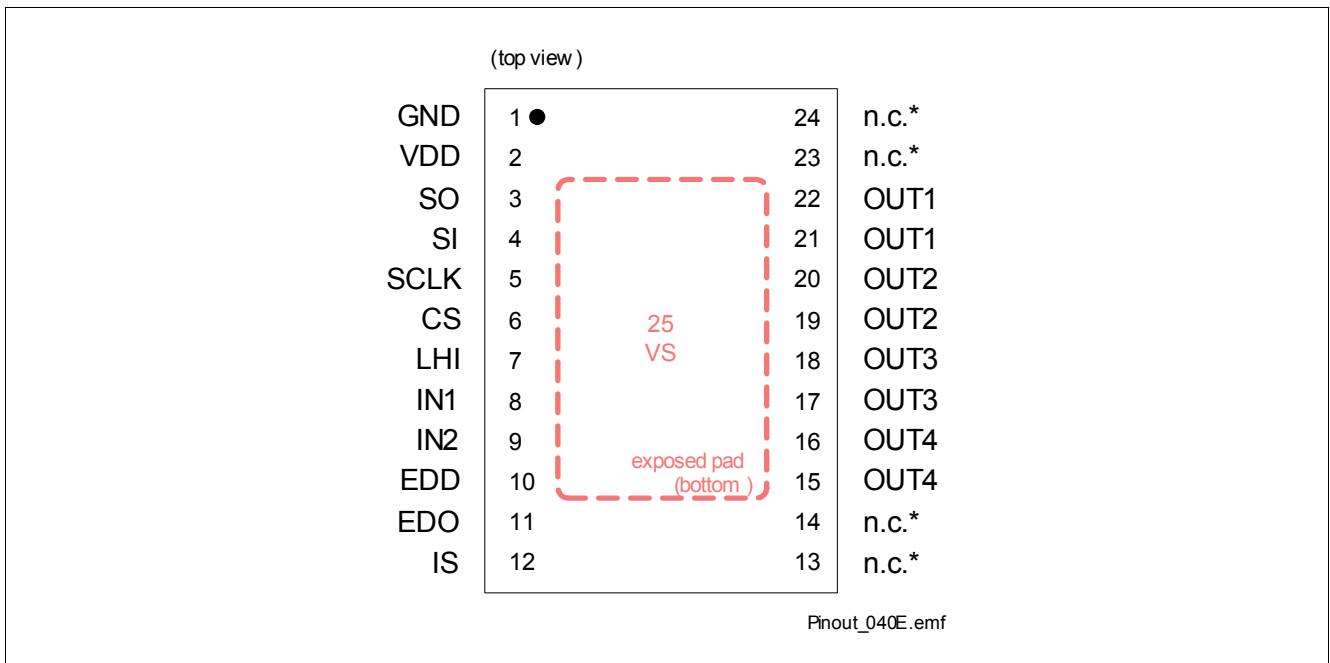 (top view )
GND 1 24 n.c.*
VDD 2 23 n.c.*
SO 3 22 OUT1
SI 4 21 OUT1
SCLK 5 20 OUT2
CS 6 19 OUT2
LHI 7 18 OUT3
IN1 8 17 OUT3
IN2 9 16 OUT4
EDD 10 15 OUT4
EDO 11 14 n.c.*
IS 12 13 n.c.*
25
VS
exposed pad
(bottom )
Pinout_040E.emf